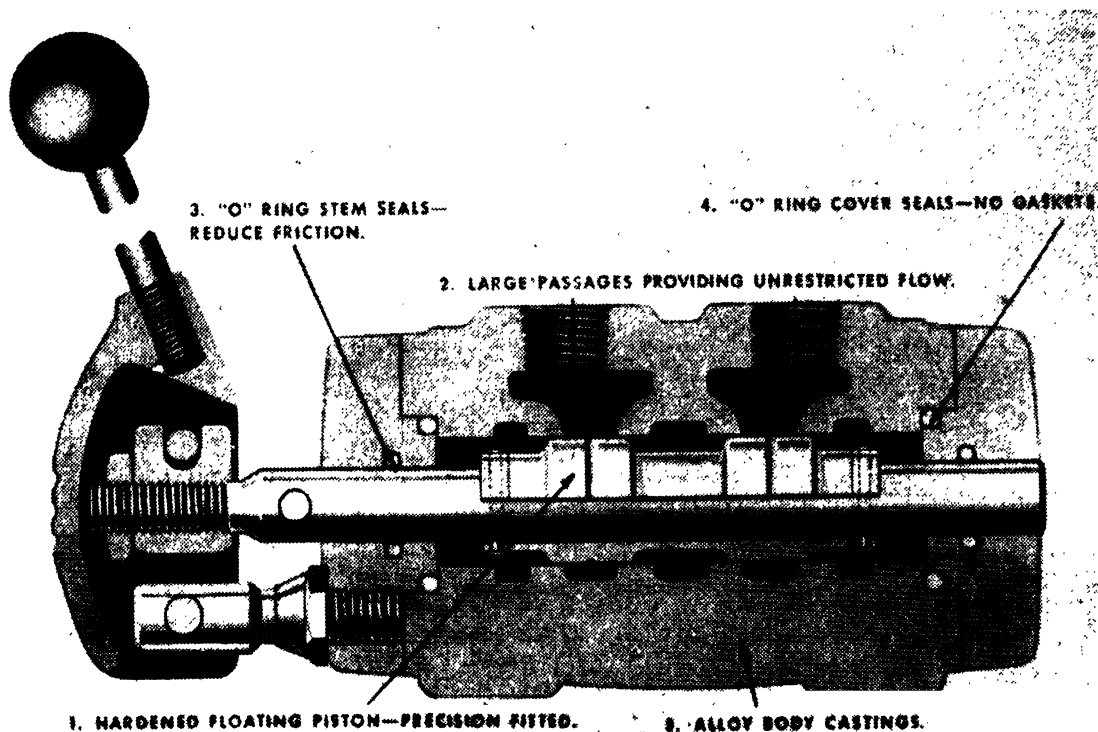 3. "O" RING STEM SEALS—
REDUCE FRICTION.
4. "O" RING COVER SEALS—NO GASKETS
2. LARGE PASSAGES PROVIDING UNRESTRICTED FLOW.
1. HARDENED FLOATING PISTON—PRECISION FITTED.
5. ALLOY BODY CASTINGS.